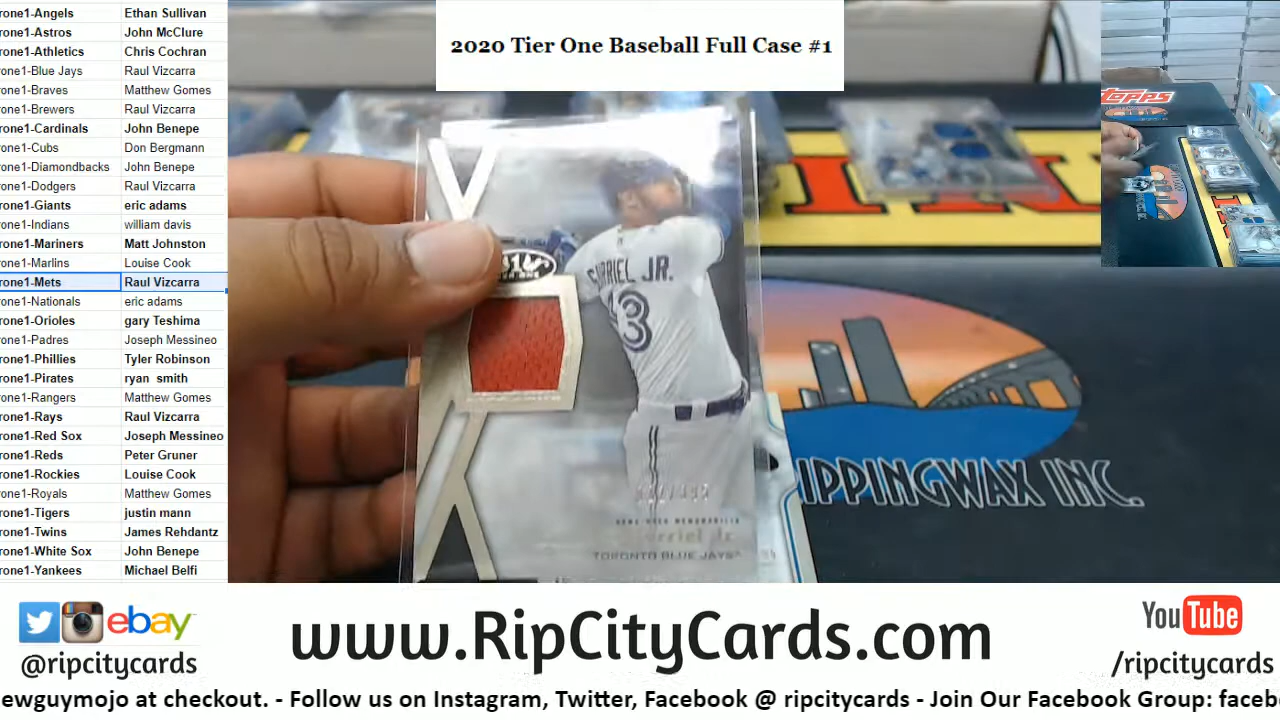 2020 Tier One Baseball Full Case #1
rone1-Angels Ethan Sullivan
rone1-Astros John McClure
rone1-Athletics Chris Cochran
rone1-Blue Jays Raul Vizcarra
rone1-Braves Matthew Gomes
rone1-Brewers Raul Vizcarra
rone1-Cardinals John Benepe
rone1-Cubs Don Bergmann
rone1-Diamondbacks John Benepe
rone1-Dodgers Raul Vizcarra
rone1-Giants eric adams
rone1-Indians william davis
rone1-Mariners Matt Johnston
rone1-Marlins Louise Cook
rone1-Mets Raul Vizcarra
rone1-Nationals eric adams
rone1-Orioles gary Teshima
rone1-Padres Joseph Messineo
rone1-Phillies Tyler Robinson
rone1-Pirates ryan smith
rone1-Rangers Matthew Gomes
rone1-Rays Raul Vizcarra
rone1-Red Sox Joseph Messineo
rone1-Reds Peter Gruner
rone1-Rockies Louise Cook
rone1-Royals Matthew Gomes
rone1-Tigers justin mann
rone1-Twins James Rehdantz
rone1-White Sox John Benepe
rone1-Yankees Michael Belfi
RRIEL JR.
13
GAME-USED MEMORABILIA
TORONTO BLUE JAYS
IPPINGWAX INC.
TOPPS
ebay
@ripcitycards
www.RipCityCards.com
YouTube
/ripcitycards
ewguymojo at checkout. - Follow us on Instagram, Twitter, Facebook @ ripcitycards - Join Our Facebook Group: faceb